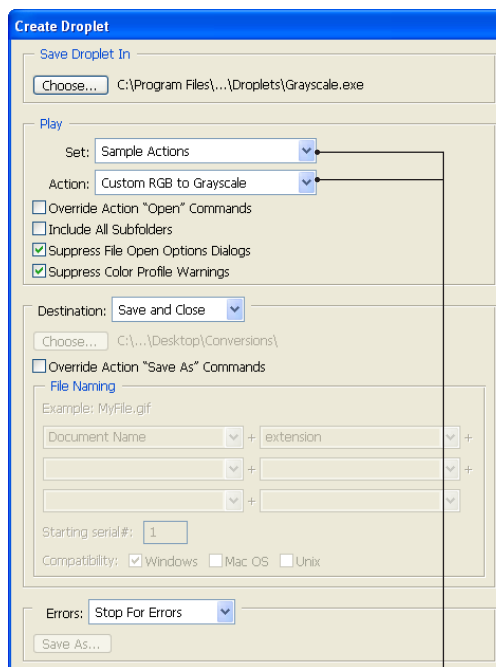 Create Droplet
Save Droplet In
Choose... C:\Program Files\...\Droplets\Grayscale.exe
Play
Set: Sample Actions
Action: Custom RGB to Grayscale
Override Action "Open" Commands
Include All Subfolders
Suppress File Open Options Dialogs
Suppress Color Profile Warnings
Destination: Save and Close
Choose... C:\...\Desktop\Conversions\
Override Action "Save As" Commands
File Naming
Example: MyFile.gif
Document Name + extension +
+ +
+
Starting serial#: 1
Compatibility: Windows Mac OS Unix
Errors: Stop For Errors
Save As...